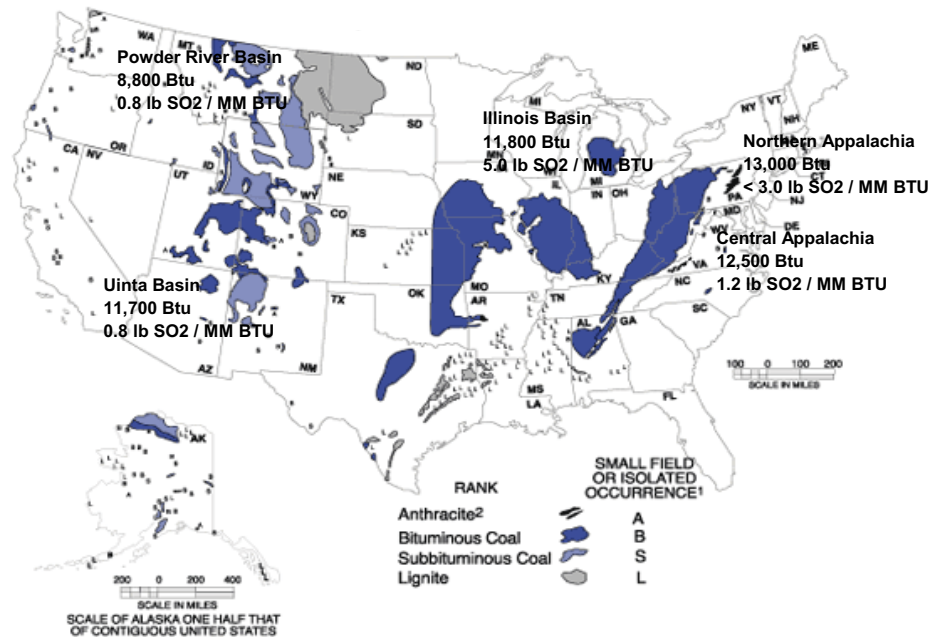 WA
MT
ND
ME
Powder River Basin
8,800 Btu
0.8 lb SO2 / MM BTU
MI
NY
VT
NH
SD
Illinois Basin
11,800 Btu
5.0 lb SO2 / MM BTU
MN
WI
Northern Appalachia
13,000 Btu
< 3.0 lb SO2 / MM BTU
CT
OR
CA
NV
ID
UT
WY
NE
IL
MI
IN
OH
PA
NJ
MD
DE
CO
KS
WV
Central Appalachia
12,500 Btu
1.2 lb SO2 / MM BTU
VA
KY
NC
Uinta Basin
11,700 Btu
0.8 lb SO2 / MM BTU
TX
OK
MO
AR
TN
SC
AL
GA
AZ
NM
MS
LA
FL
100 0 100 200
SCALE IN MILES
AK
RANK
SMALL FIELD
OR ISOLATED
OCCURRENCE1
Anthracite2 A
Bituminous Coal B
Subbituminous Coal S
Lignite L
200 0 200 400
SCALE IN MILES
SCALE OF ALASKA ONE HALF THAT
OF CONTIGUOUS UNITED STATES